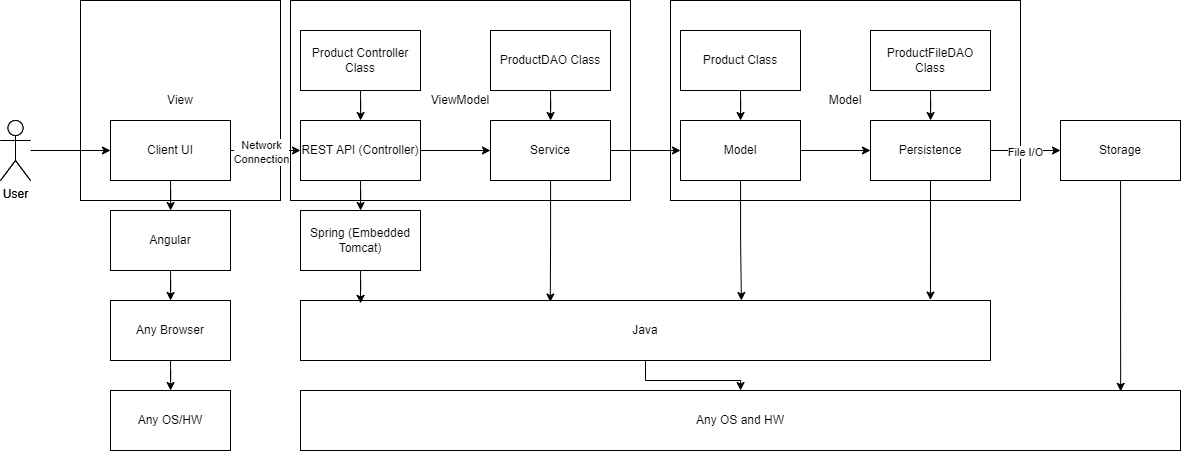 Product Controller
Class
ProductDAO Class
Product Class
ProductFileDAO
Class
View
ViewModel
Model
User
Client UI
Network
Connection
REST API (Controller)
Service
Model
Persistence
File I/O
Storage
Angular
Spring (Embedded
Tomcat)
Any Browser
Java
Any OS/HW
Any OS and HW